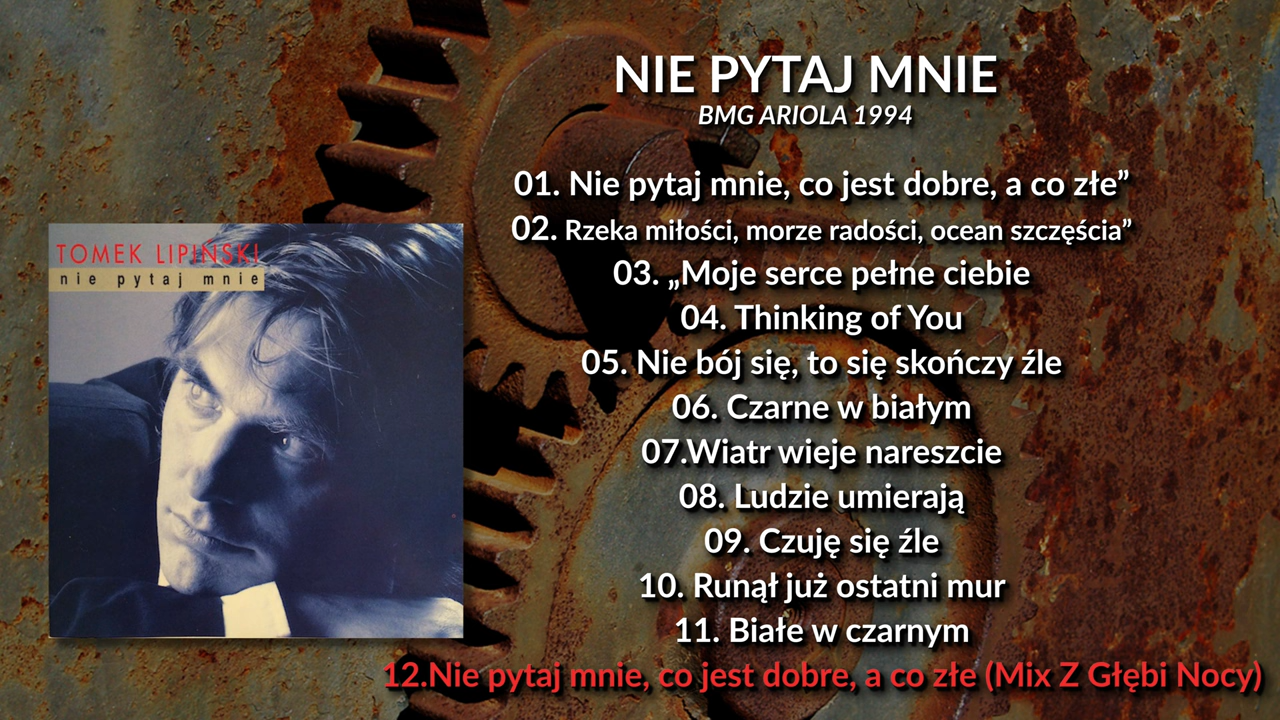 NIE PYTAJ MNIE
BMG ARIOLA 1994
01. Nie pytaj mnie, co jest dobre, a co złe”
02. Rzeka miłości, morze radości, ocean szczęścia”
03. „Moje serce pełne ciebie
04. Thinking of You
05. Nie bój się, to się skończy źle
06. Czarne w białym
07.Wiatr wieje nareszcie
08. Ludzie umierają
09. Czuję się źle
10. Runął już ostatni mur
11. Białe w czarnym
12.Nie pytaj mnie, co jest dobre, a co złe (Mix Z Głębi Nocy)
TOMEK LIPIŃSKI
nie pytaj mnie